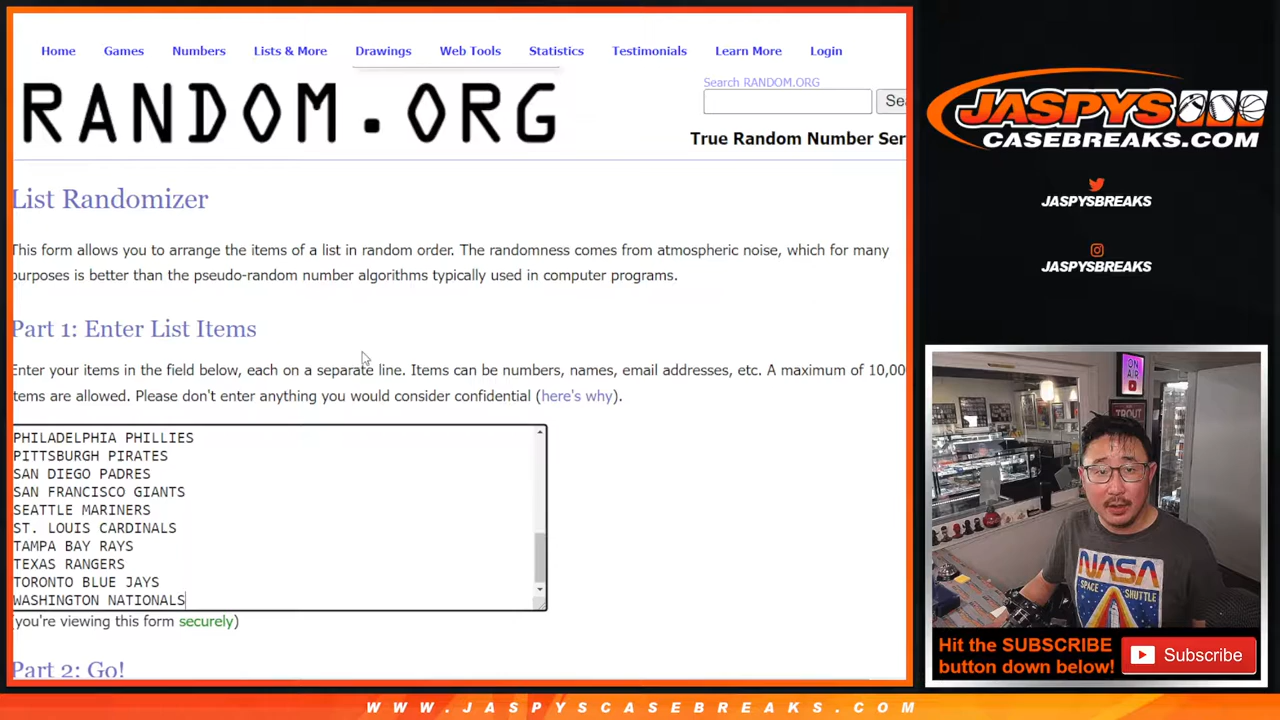 Home Games Numbers Lists & More Drawings Web Tools Statistics Testimonials Learn More Login
RANDOM.ORG
Search RANDOM.ORG
Sea
True Random Number Ser
List Randomizer
This form allows you to arrange the items of a list in random order. The randomness comes from atmospheric noise, which for many
purposes is better than the pseudo-random number algorithms typically used in computer programs.
Part 1: Enter List Items
Enter your items in the field below, each on a separate line. Items can be numbers, names, email addresses, etc. A maximum of 10,00
items are allowed. Please don't enter anything you would consider confidential (here's why).
PHILADELPHIA PHILLIES
PITTSBURGH PIRATES
SAN DIEGO PADRES
SAN FRANCISCO GIANTS
SEATTLE MARINERS
ST. LOUIS CARDINALS
TAMPA BAY RAYS
TEXAS RANGERS
TORONTO BLUE JAYS
WASHINGTON NATIONALS
(you're viewing this form securely)
Part 2: Go!
JASPYS
CASEBREAKS.COM
JASPYSBREAKS
JASPYSBREAKS
ON AIR
TROUT
NASA
SPACE SHUTTLE
Hit the SUBSCRIBE
button down below!
Subscribe
WWW.JASPYSCASEBREAKS.COM